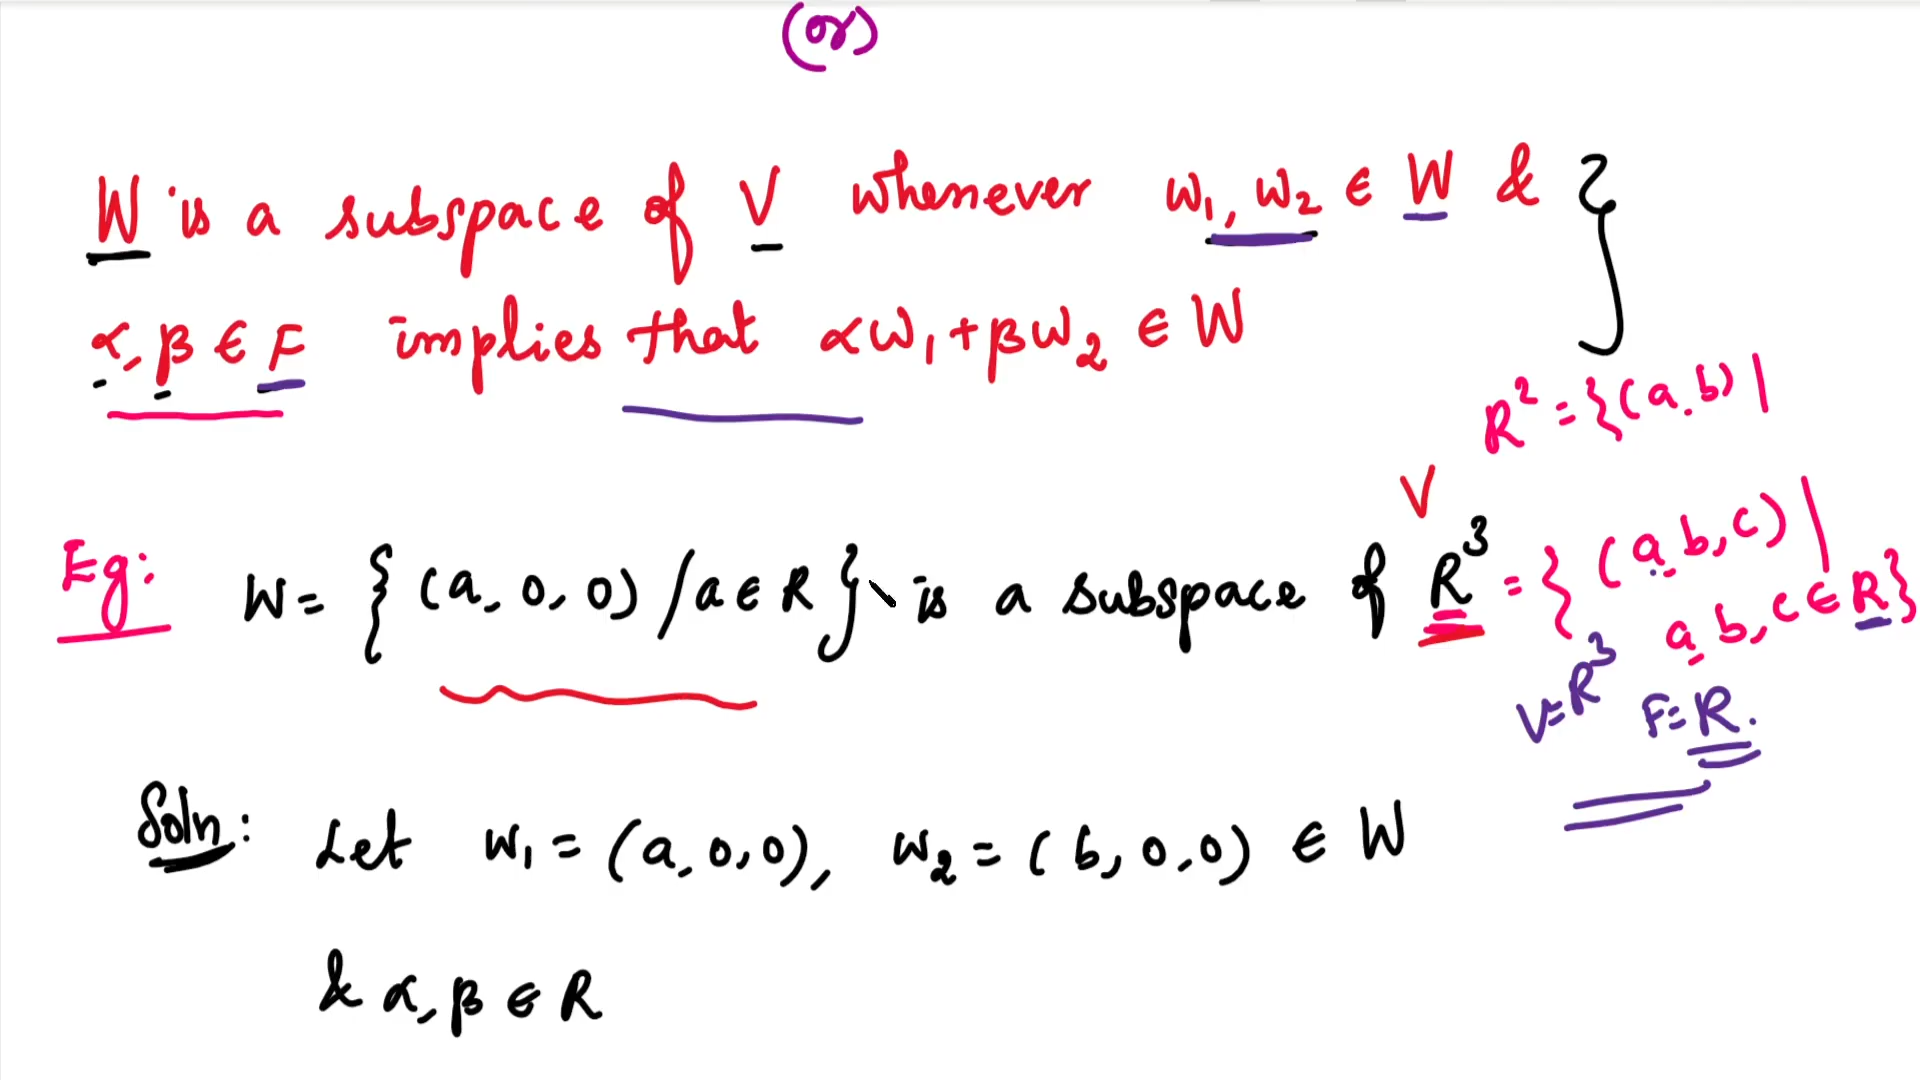 (or)
W is a subspace of V whenever w₁, w₂ ∈ W & }
α, β ∈ F implies that αw₁+βw₂ ∈ W
R² = {(a,b) |
V
Eg: W = { (a, 0, 0) / a ∈ R } is a subspace of R³ = { (a, b, c) |
a, b, c ∈ R }
V=R³ F=R.
Soln: Let w₁ = (a, 0, 0), w₂ = (b, 0, 0) ∈ W
& α, β ∈ R